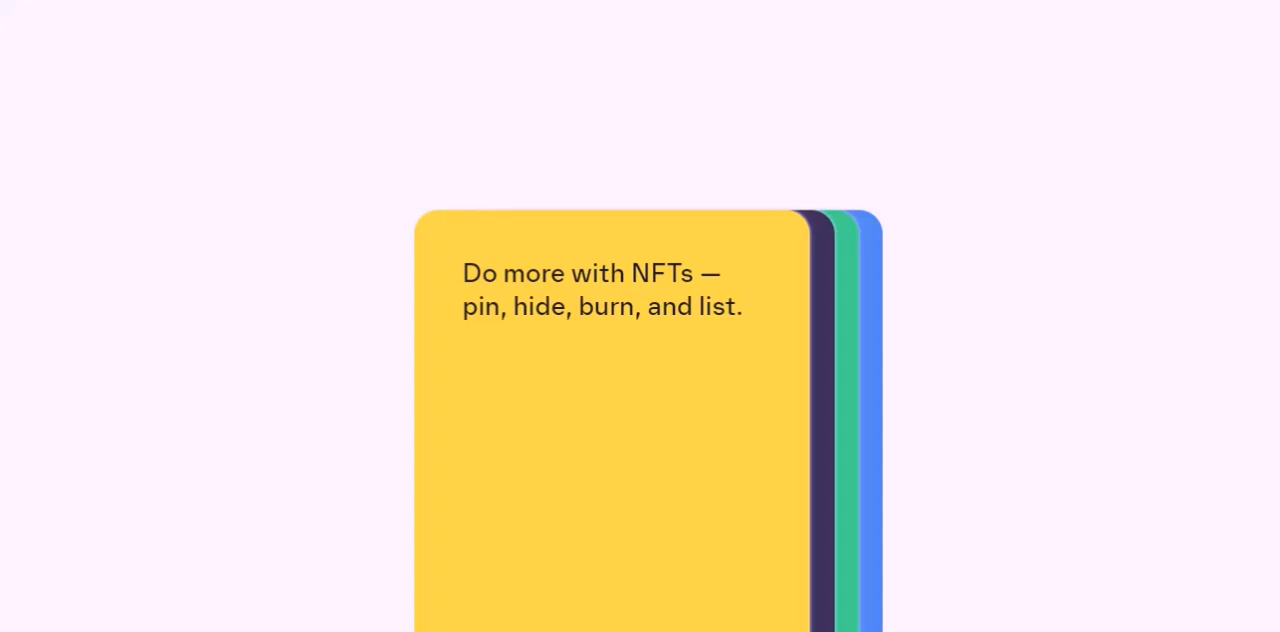 Do more with NFTs —
pin, hide, burn, and list.